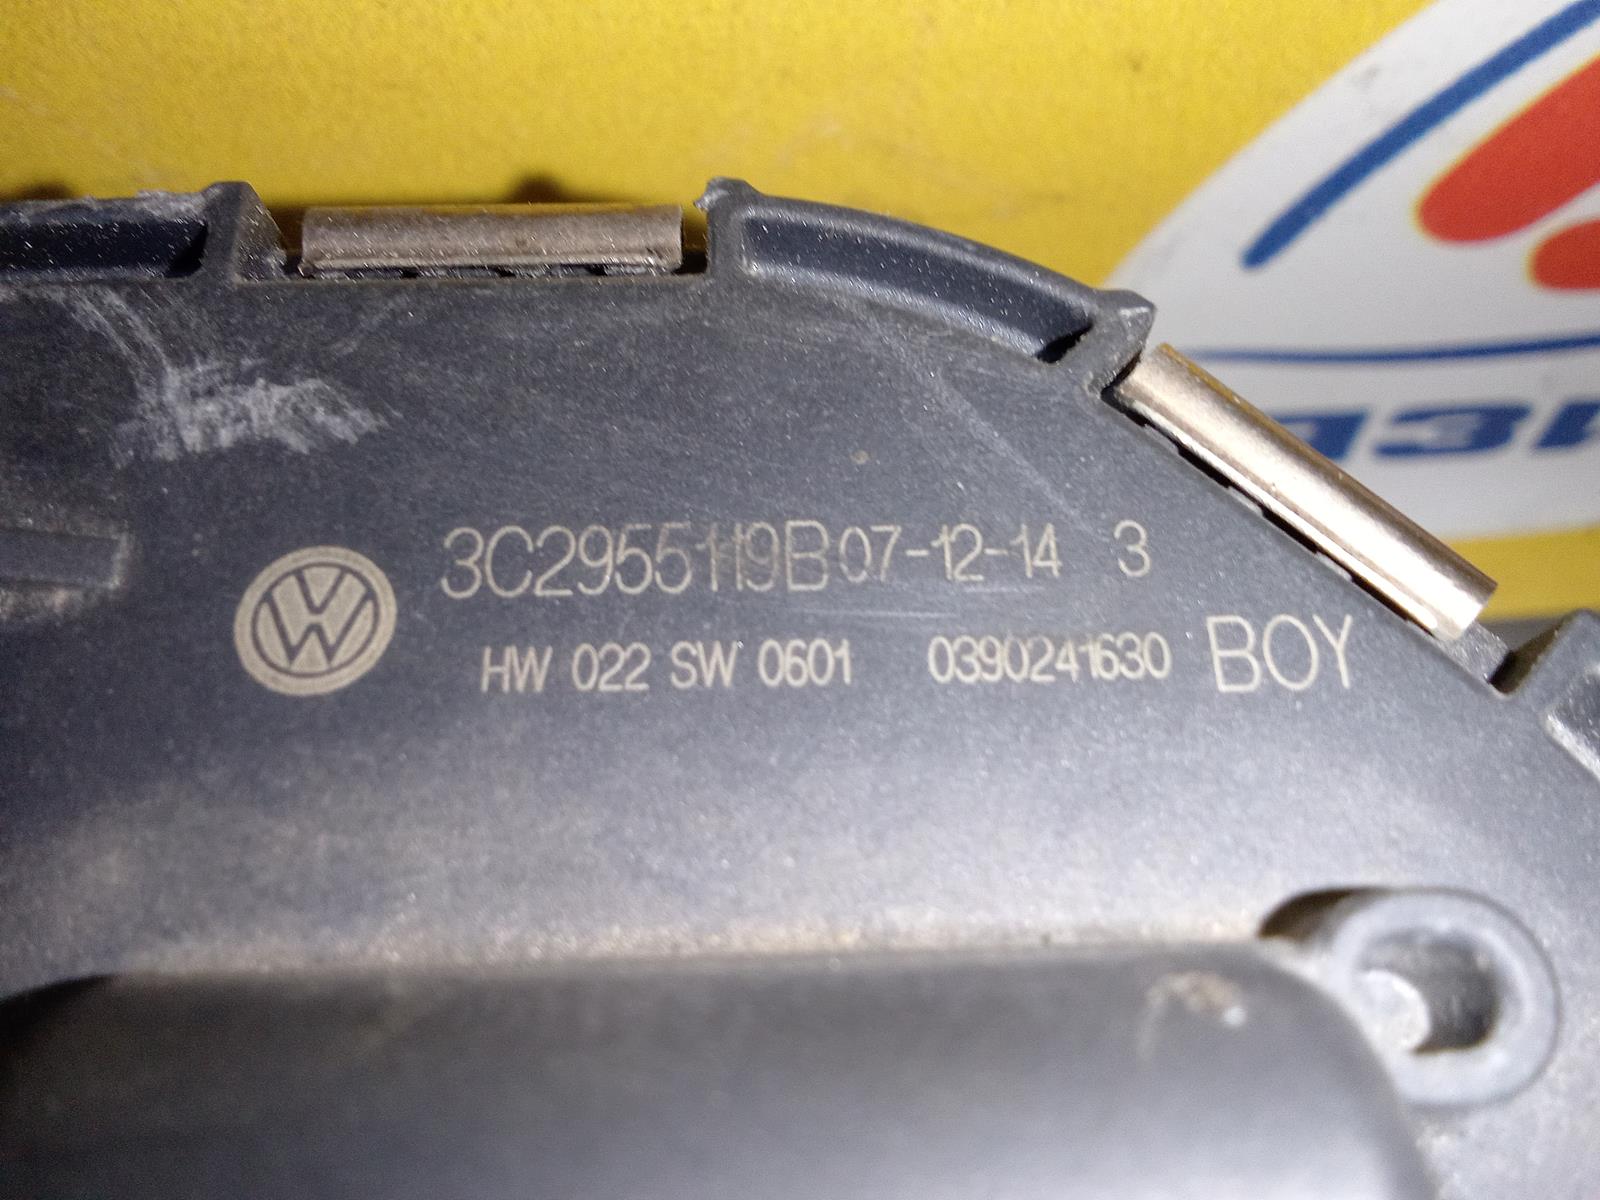 3C2955119B 07-12-14 3
HW 022 SW 0601 0390241630 BOY